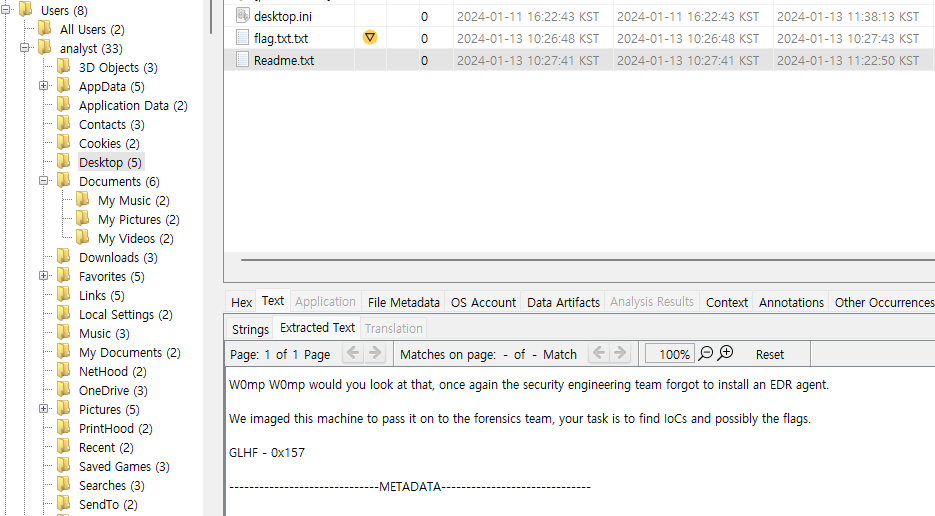 Users (8)
All Users (2)
analyst (33)
3D Objects (3)
AppData (5)
Application Data (2)
Contacts (3)
Cookies (2)
Desktop (5)
Documents (6)
My Music (2)
My Pictures (2)
My Videos (2)
Downloads (3)
Favorites (5)
Links (5)
Local Settings (2)
Music (3)
My Documents (2)
NetHood (2)
OneDrive (3)
Pictures (5)
PrintHood (2)
Recent (2)
Saved Games (3)
Searches (3)
SendTo (2)
desktop.ini 0 2024-01-11 16:22:43 KST 2024-01-11 16:22:43 KST 2024-01-13 11:38:13 KST
flag.txt.txt 0 2024-01-13 10:26:48 KST 2024-01-13 10:26:48 KST 2024-01-13 10:27:43 KST
Readme.txt 0 2024-01-13 10:27:41 KST 2024-01-13 10:27:41 KST 2024-01-13 11:22:50 KST
Hex Text Application File Metadata OS Account Data Artifacts Analysis Results Context Annotations Other Occurrences
Strings Extracted Text Translation
Page: 1 of 1 Page Matches on page: - of - Match 100% Reset
W0mp W0mp would you look at that, once again the security engineering team forgot to install an EDR agent.
We imaged this machine to pass it on to the forensics team, your task is to find IoCs and possibly the flags.
GLHF - 0x157
------------------------------METADATA------------------------------